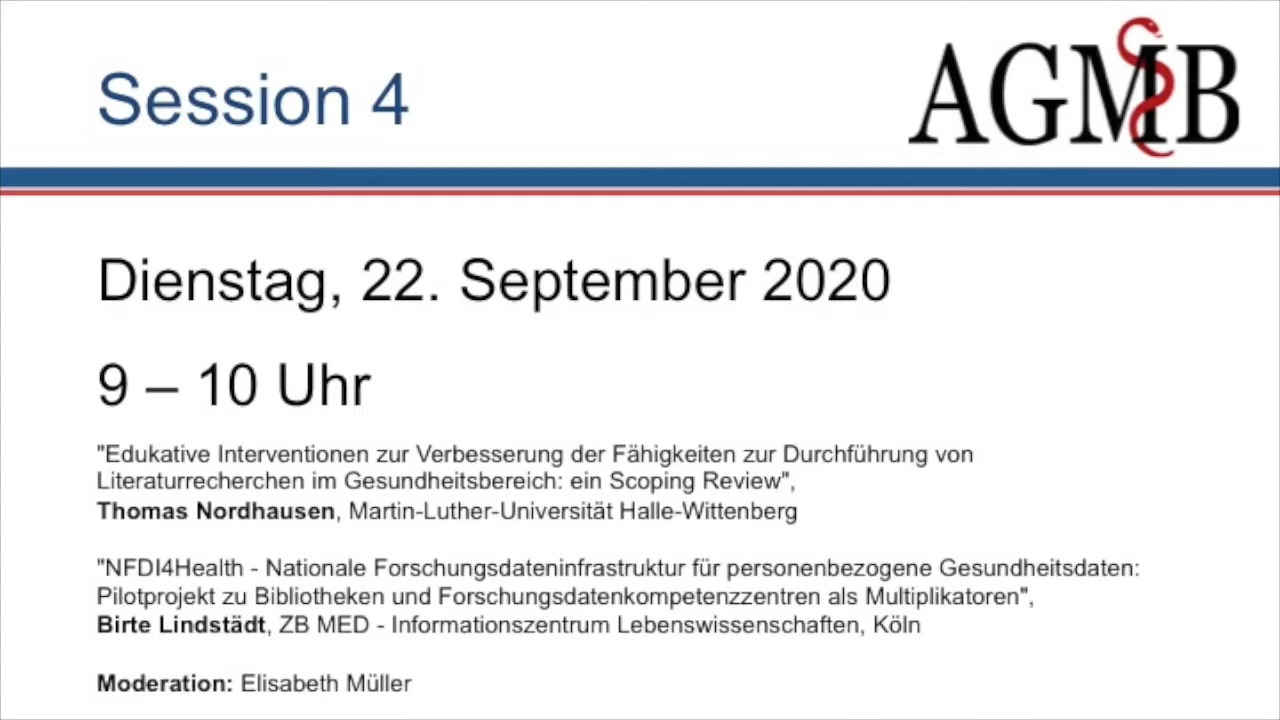 Session 4
AGMB
Dienstag, 22. September 2020
9 – 10 Uhr
"Edukative Interventionen zur Verbesserung der Fähigkeiten zur Durchführung von
Literaturrecherchen im Gesundheitsbereich: ein Scoping Review",
Thomas Nordhausen, Martin-Luther-Universität Halle-Wittenberg
"NFDI4Health - Nationale Forschungsdateninfrastruktur für personenbezogene Gesundheitsdaten:
Pilotprojekt zu Bibliotheken und Forschungsdatenkompetenzzentren als Multiplikatoren",
Birte Lindstädt, ZB MED - Informationszentrum Lebenswissenschaften, Köln
Moderation: Elisabeth Müller